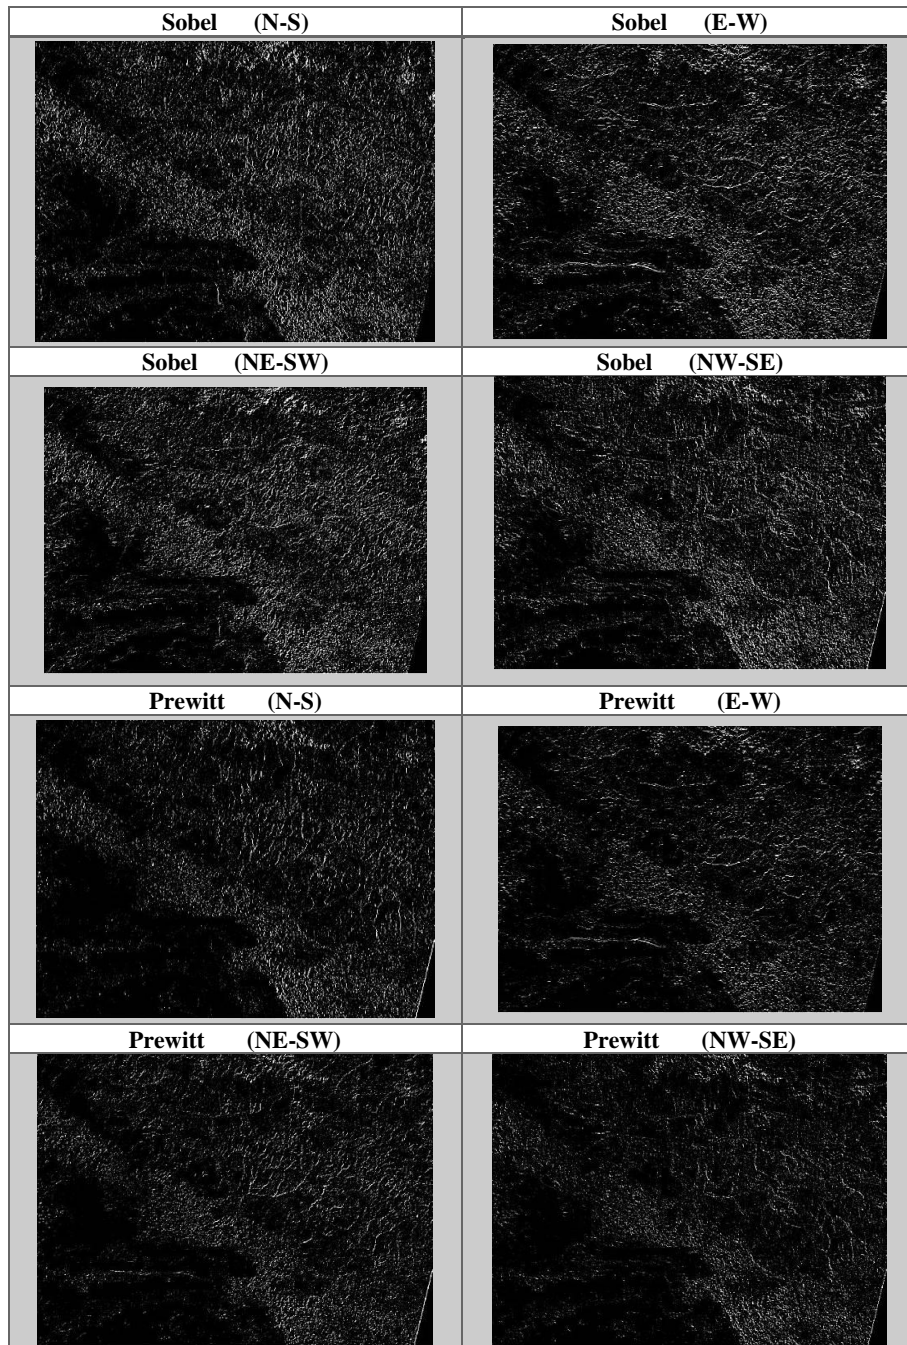 Sobel (N-S)
Sobel (E-W)
Sobel (NE-SW)
Sobel (NW-SE)
Prewitt (N-S)
Prewitt (E-W)
Prewitt (NE-SW)
Prewitt (NW-SE)